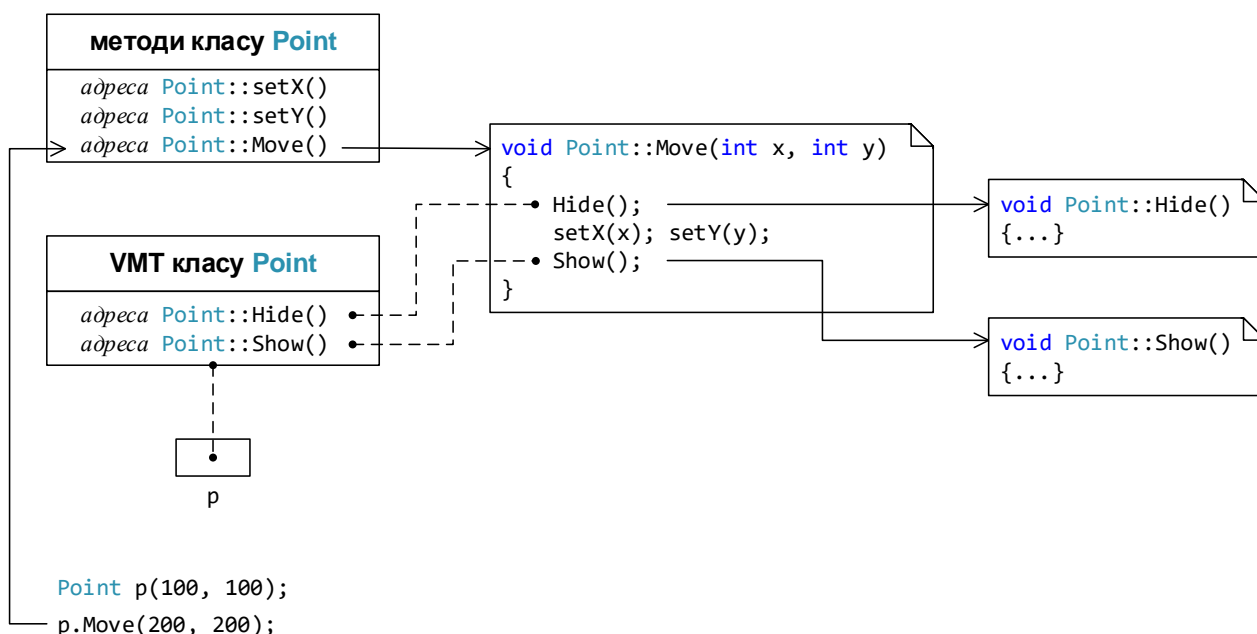 методи класу Point
адреса Point::setX()
адреса Point::setY()
адреса Point::Move()
void Point::Move(int x, int y)
{
Hide();
setX(x); setY(y);
Show();
}
void Point::Hide()
{...}
VMT класу Point
адреса Point::Hide()
адреса Point::Show()
void Point::Show()
{...}
p
Point p(100, 100);
p.Move(200, 200);